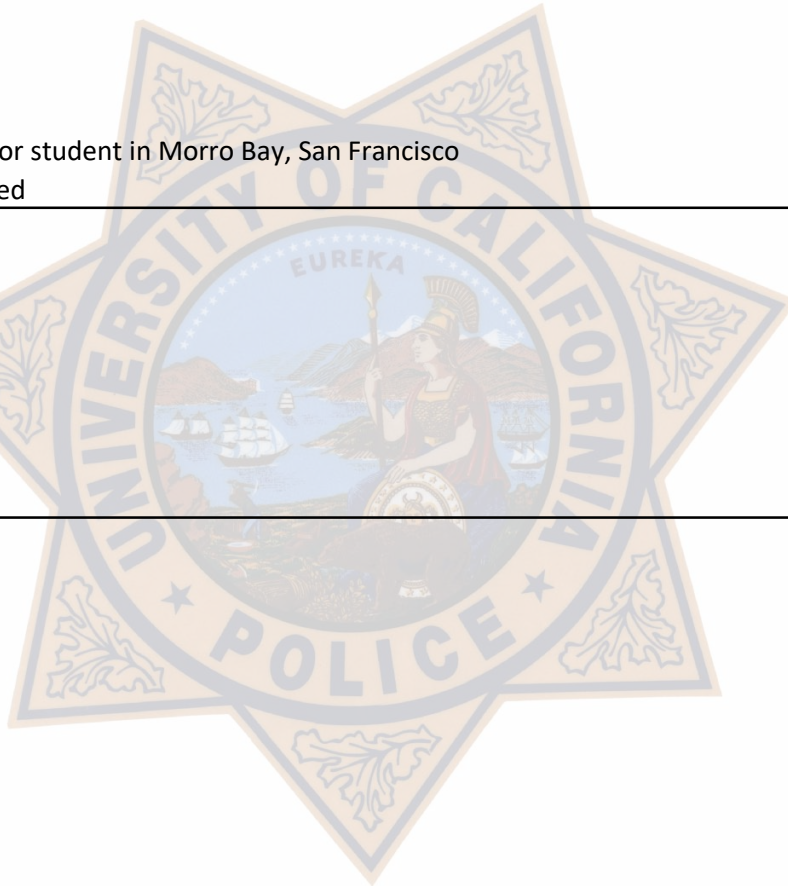 or student in Morro Bay, San Francisco
ed
UNIVERSITY OF CALIFORNIA
EUREKA
POLICE